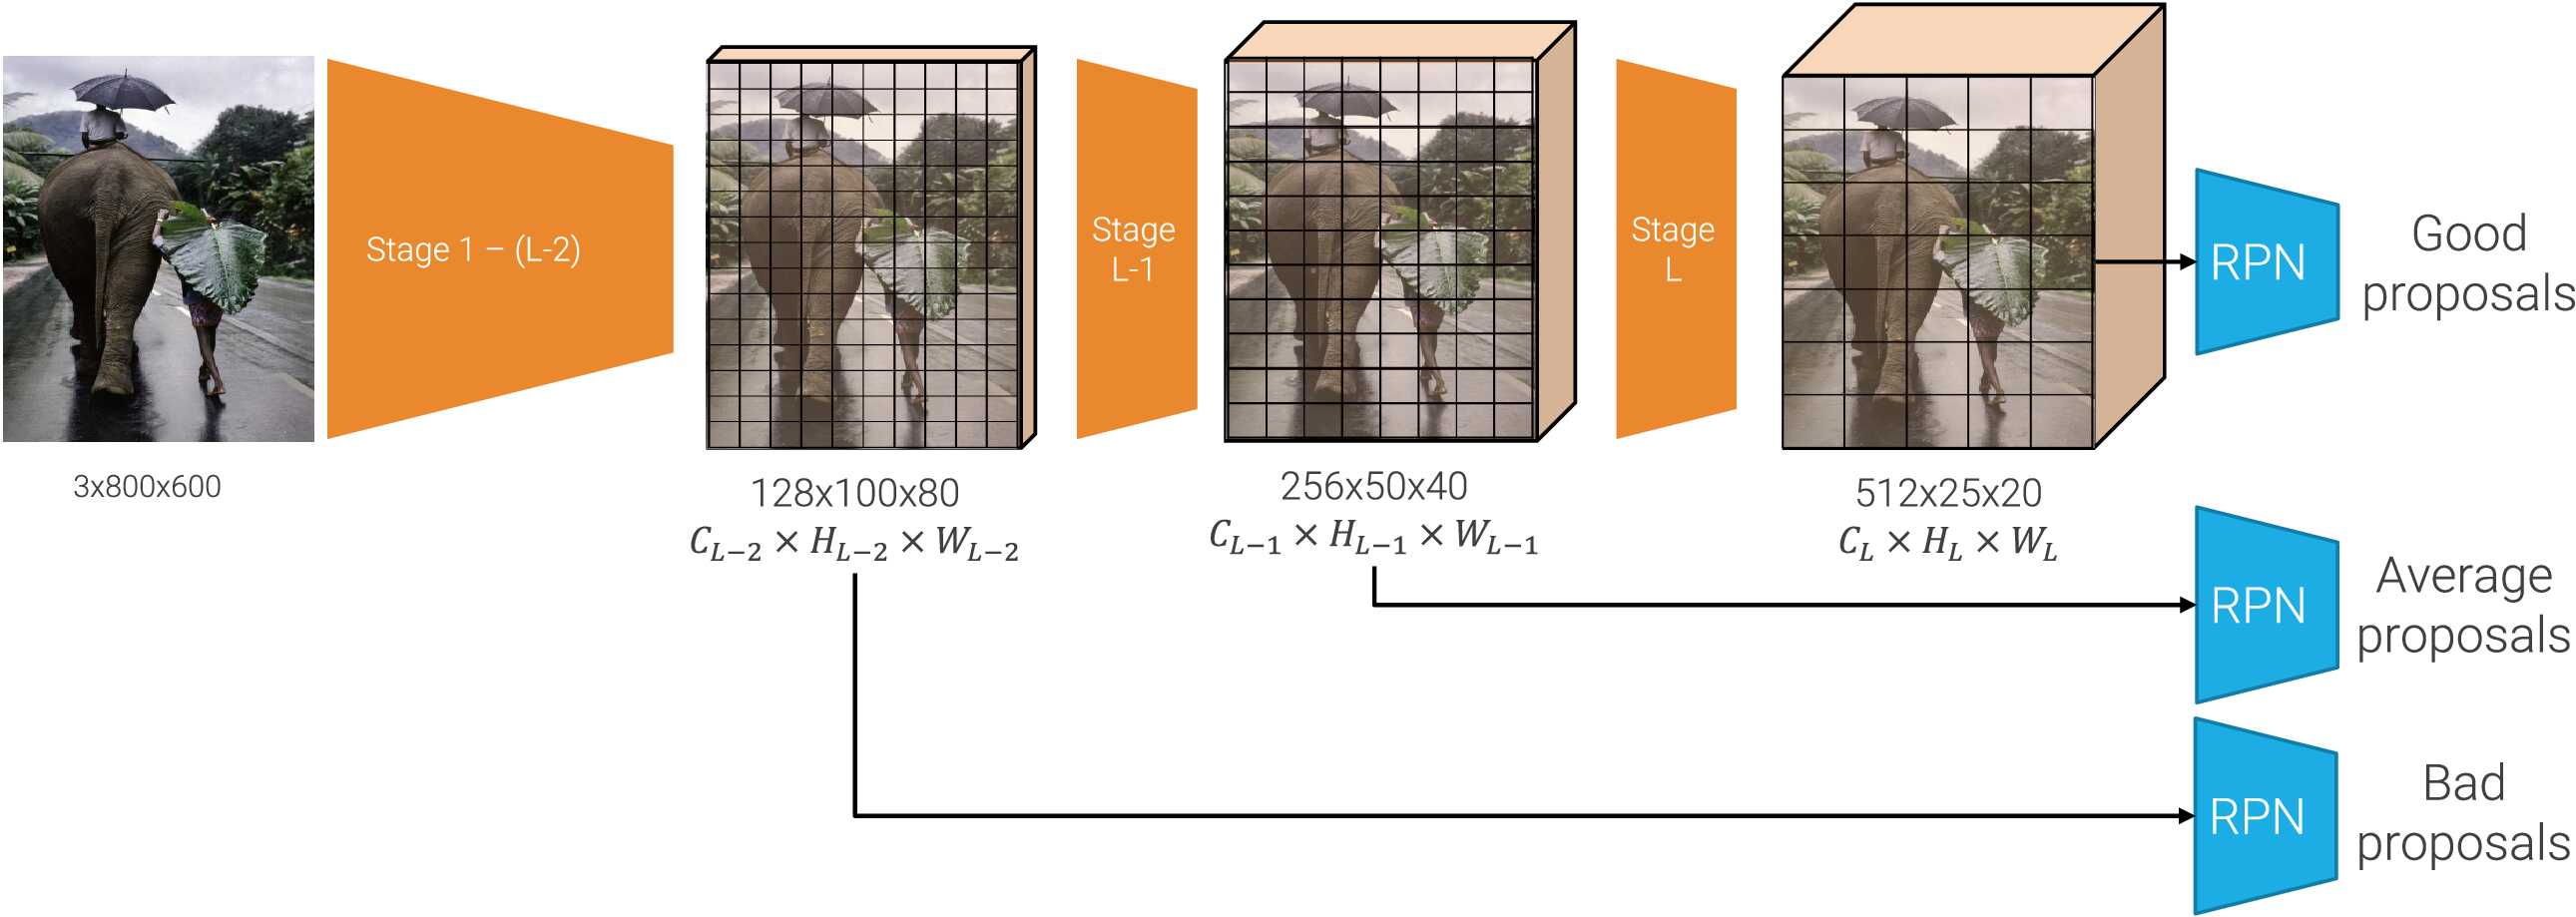 Stage 1 – (L-2)
Stage
L-1
Stage
L
RPN
Good
proposals
3x800x600
128x100x80
256x50x40
512x25x20
$C_{L-2} \times H_{L-2} \times W_{L-2}$
$C_{L-1} \times H_{L-1} \times W_{L-1}$
$C_L \times H_L \times W_L$
RPN
Average
proposals
RPN
Bad
proposals